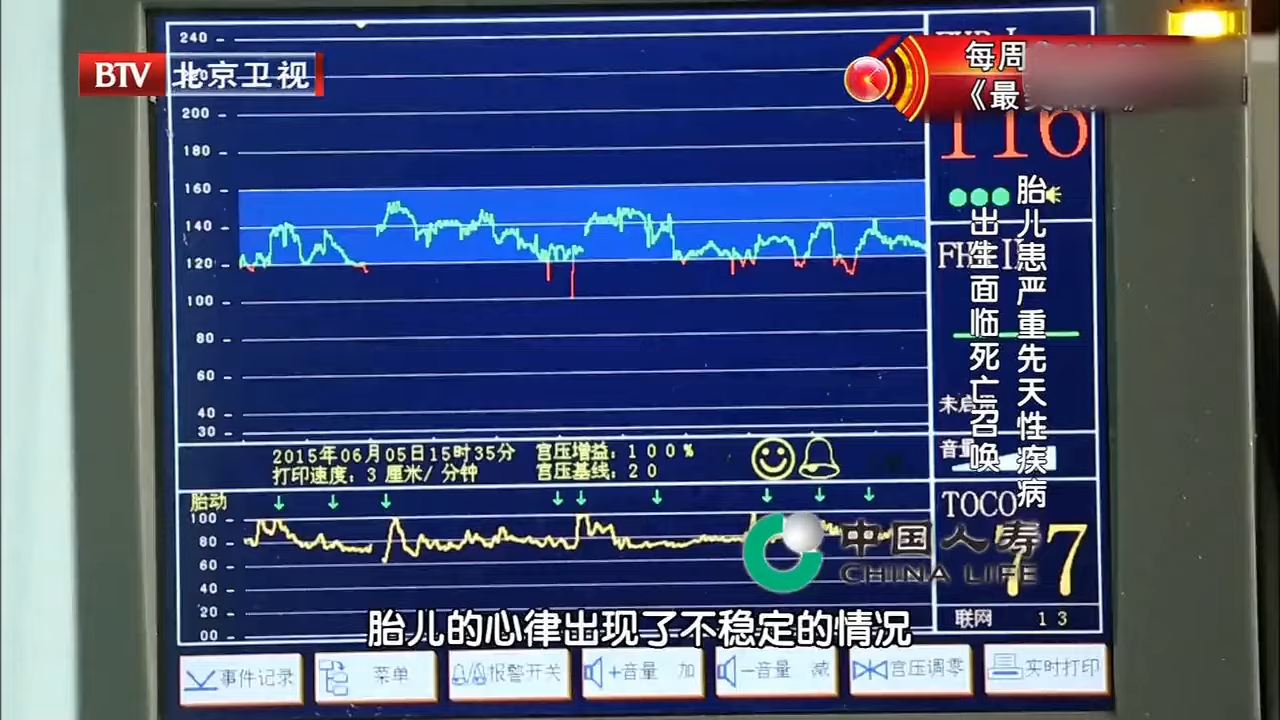 240
BTV 北京卫视
每周
《最
200
180
160
140
120
100
80
60
40
30
116
胎儿患严重先天性疾病
出生面临死亡召唤
2015年06月05日15时35分 宫压增益：100%
打印速度：3 厘米/分钟 宫压基线：20
音量
胎动
100
80
60
40
20
00
TOCO
77
中国人寿
CHINA LIFE
联网 13
胎儿的心律出现了不稳定的情况
事件记录
菜单
报警开关
+音量 加
-音量 减
宫压调零
实时打印